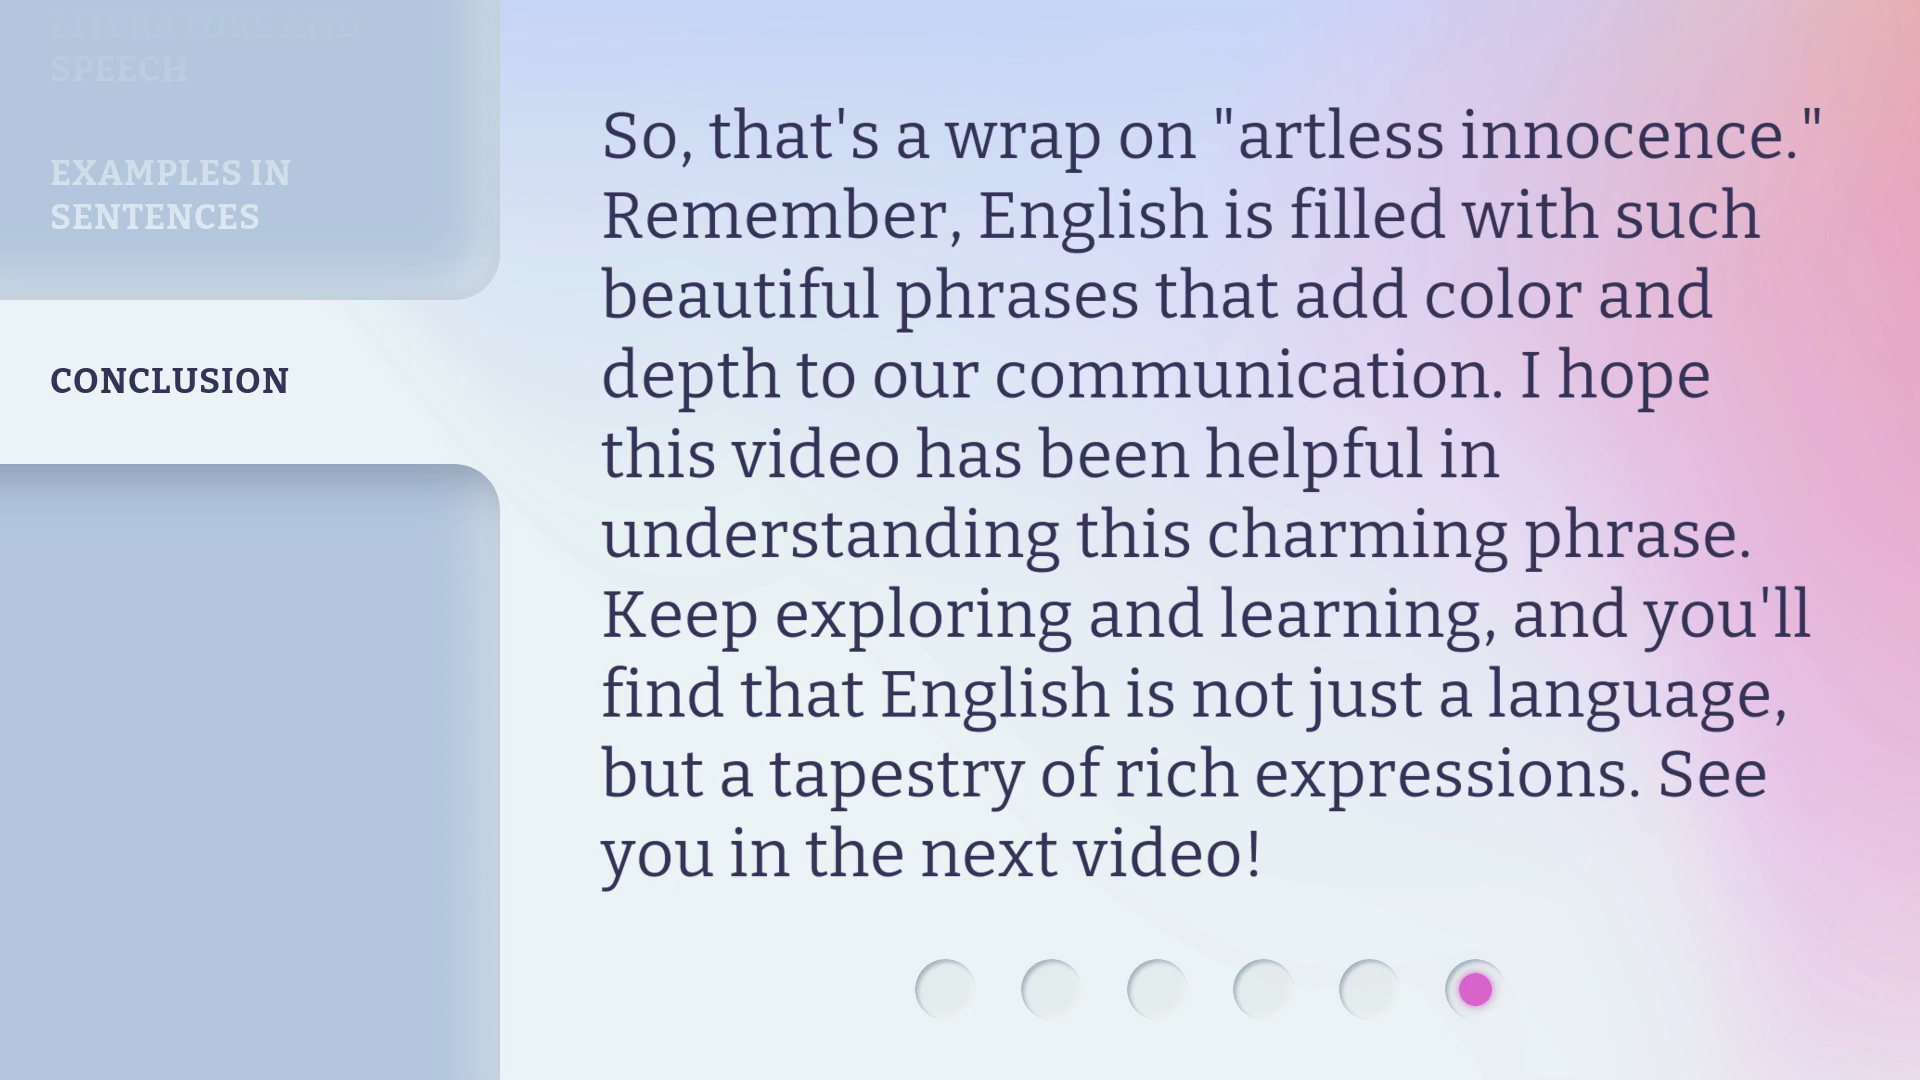 LITERATURE AND
SPEECH
EXAMPLES IN
SENTENCES
CONCLUSION
So, that's a wrap on "artless innocence."
Remember, English is filled with such
beautiful phrases that add color and
depth to our communication. I hope
this video has been helpful in
understanding this charming phrase.
Keep exploring and learning, and you'll
find that English is not just a language,
but a tapestry of rich expressions. See
you in the next video!